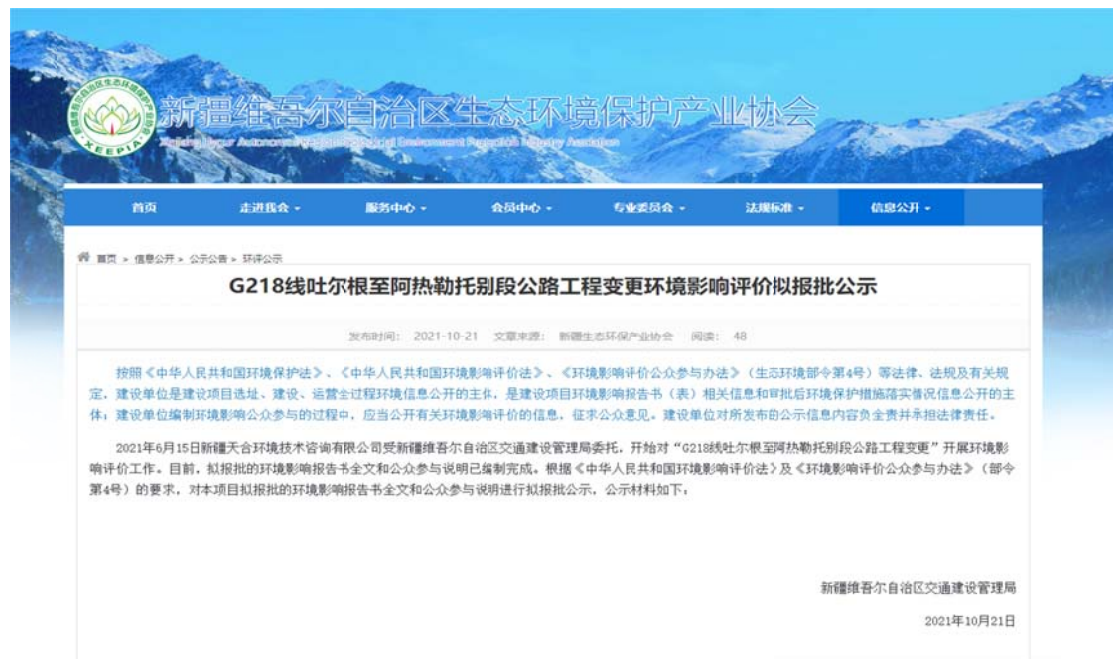 新疆维吾尔自治区生态环境保护产业协会
XEEPIA
首页 走进我会 服务中心 会员中心 专业委员会 法规标准 信息公开
首页 > 信息公开 > 公示公告 > 环评公示
G218线吐尔根至阿热勒托别段公路工程变更环境影响评价拟报批公示
发布时间： 2021-10-21 文章来源： 新疆生态环保产业协会 阅读： 48
按照《中华人民共和国环境保护法》、《中华人民共和国环境影响评价法》、《环境影响评价公众参与办法》（生态环境部令第4号）等法律、法规及有关规
定，建设单位是建设项目选址、建设、运营全过程环境信息公开的主体，是建设项目环境影响报告书（表）相关信息和审批后环境保护措施落实情况信息公开的主
体；建设单位编制环境影响公众参与的过程中，应当公开有关环境影响评价的信息，征求公众意见。建设单位对所发布的公示信息内容负全责并承担法律责任。
2021年6月15日新疆天合环境技术咨询有限公司受新疆维吾尔自治区交通建设管理局委托，开始对“G218线吐尔根至阿热勒托别段公路工程变更”开展环境影
响评价工作。目前，拟报批的环境影响报告书全文和公众参与说明已编制完成。根据《中华人民共和国环境影响评价法》及《环境影响评价公众参与办法》（部令
第4号）的要求，对本项目拟报批的环境影响报告书全文和公众参与说明进行拟报批公示，公示材料如下：
新疆维吾尔自治区交通建设管理局
2021年10月21日